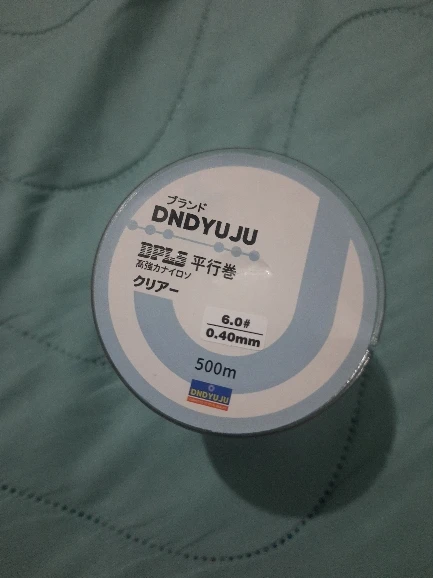 ブランド
DNDYUJU
DPLS 平行巻
高強力ナイロン
クリアー
6.0#
0.40mm
500m
DNDYUJU